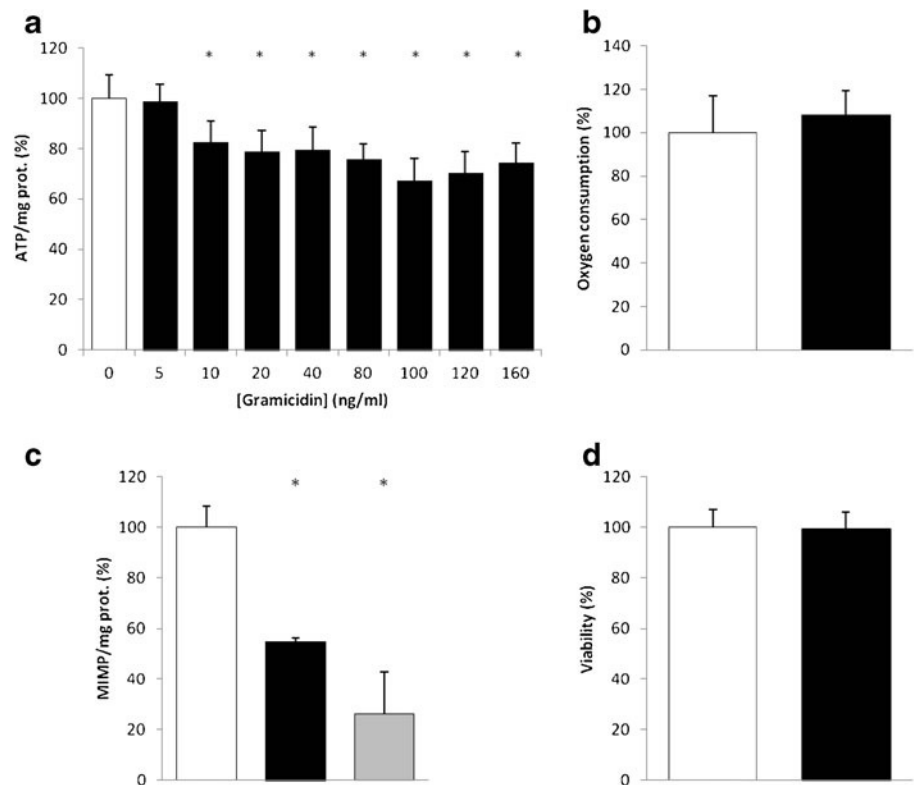 a
ATP/mg prot. (%)
120
100
80
60
40
20
0
* * * * * * *
0 5 10 20 40 80 100 120 160
[Gramicidin] (ng/ml)
b
Oxygen consumption (%)
140
120
100
80
60
40
20
0
c
MIMP/mg prot. (%)
120
100
80
60
40
20
0
* *
d
Viability (%)
120
100
80
60
40
20
0